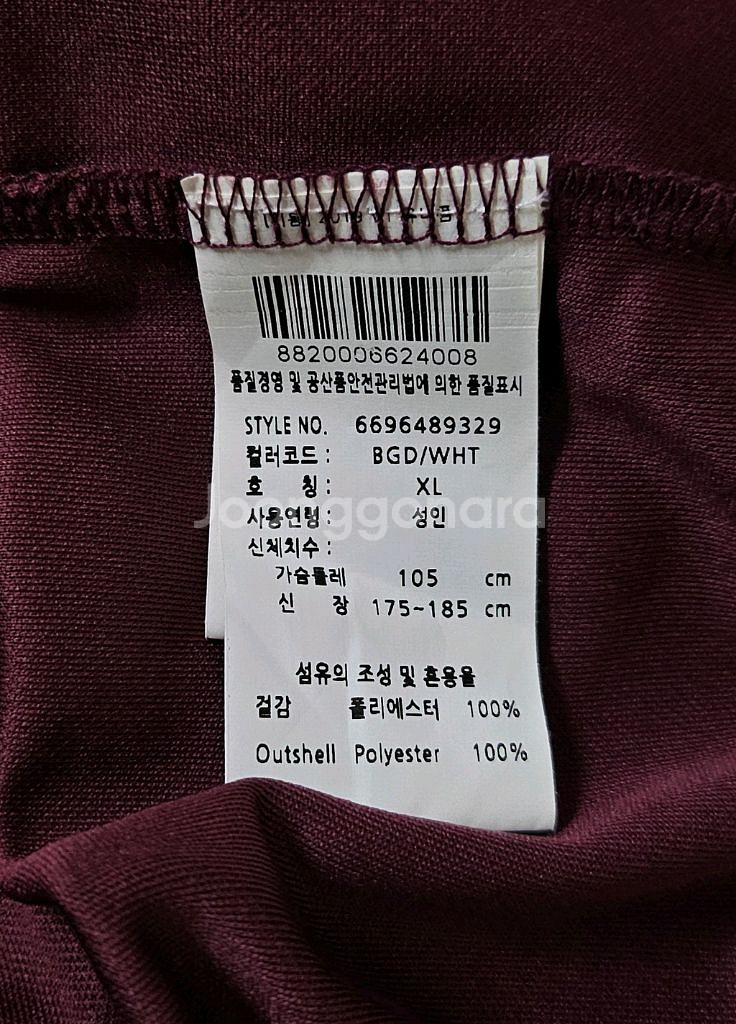 8820006624008
품질경영 및 공산품안전관리법에 의한 품질표시
STYLE NO. 6696489329
컬러코드 : BGD/WHT
호 칭 : XL
Joonggonara
사용연령 : 성인
신체치수 :
가슴둘레 105 cm
신 장 175~185 cm
섬유의 조성 및 혼용율
겉감 폴리에스터 100%
Outshell Polyester 100%